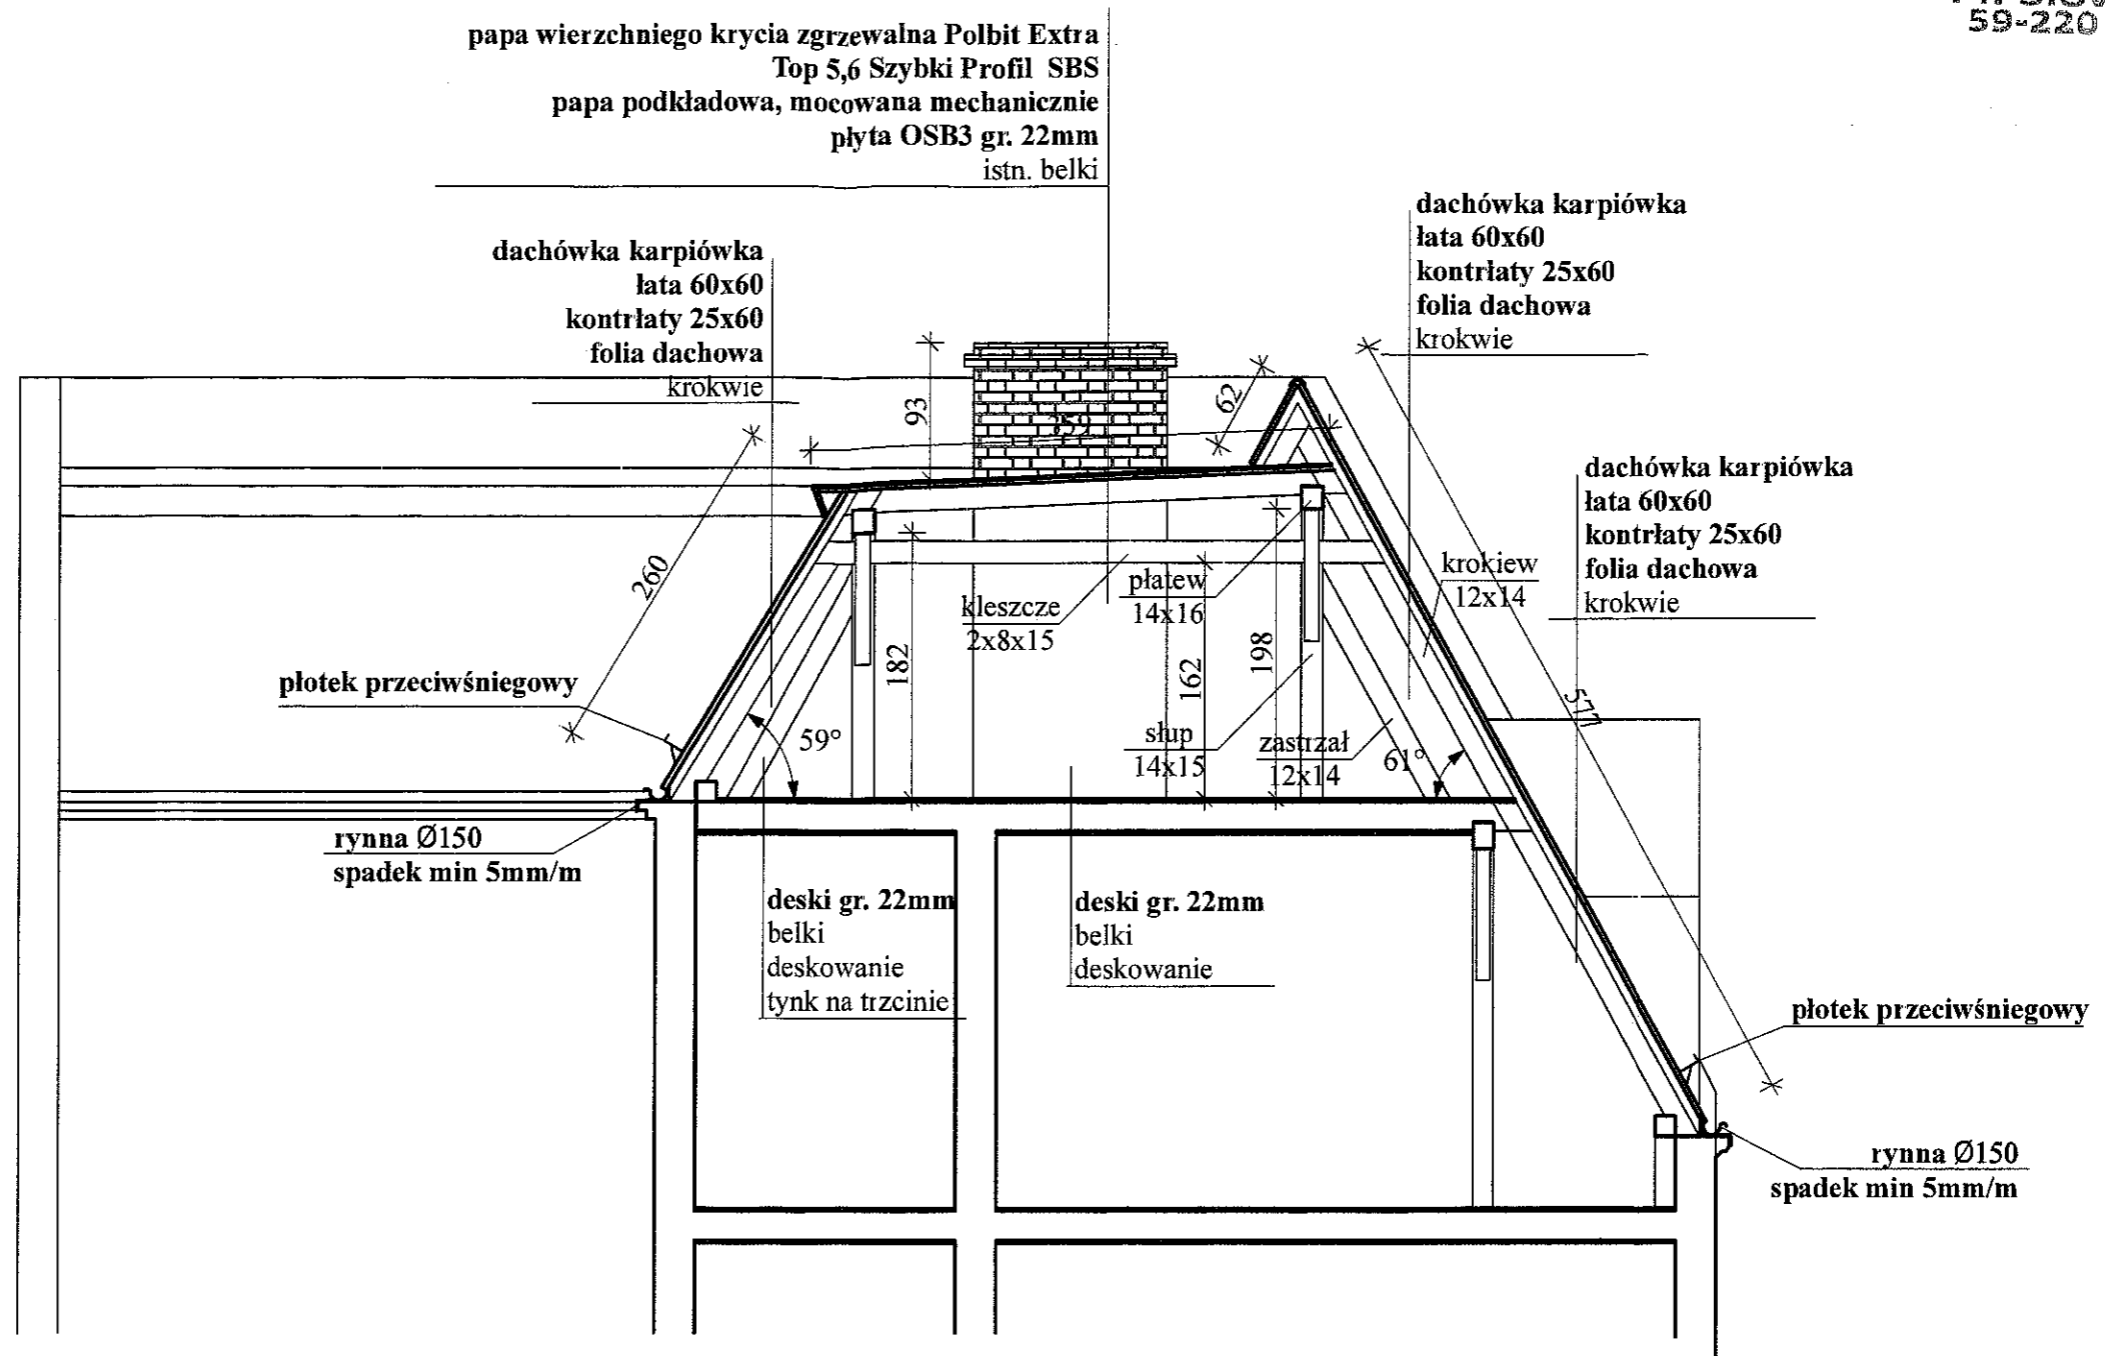 59-220
papa wierzchniego krycia zgrzewalna Polbit Extra
Top 5,6 Szybki Profil SBS
papa podkładowa, mocowana mechanicznie
płyta OSB3 gr. 22mm
istn. belki
dachówka karpiówka
łata 60x60
kontrłaty 25x60
folia dachowa
krokwie
dachówka karpiówka
łata 60x60
kontrłaty 25x60
folia dachowa
krokwie
dachówka karpiówka
łata 60x60
kontrłaty 25x60
folia dachowa
krokwie
93
359
62
260
577
krokiew
12x14
płatew
14x16
kleszcze
2x8x15
182
162
198
płotek przeciwśniegowy
59°
słup
14x15
zastrzał
12x14
61°
rynna Ø150
spadek min 5mm/m
deski gr. 22mm
belki
deskowanie
tynk na trzcinie
deski gr. 22mm
belki
deskowanie
płotek przeciwśniegowy
rynna Ø150
spadek min 5mm/m